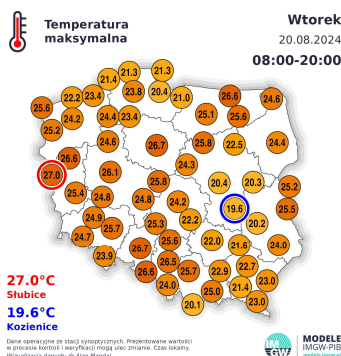 Temperatura
maksymalna
Wtorek
20.08.2024
08:00-20:00
21.4 21.3 21.3
25.6 22.2 23.4 23.8 20.4 21.0 26.6 24.6
24.2 24.4 23.4 25.1 25.6
25.2
24.6 26.7 25.8 22.5 24.4
26.6 24.3
27.0 26.1 25.8 20.4 20.3 25.2
25.4 24.8 24.8 24.2 19.6 25.5
24.9 25.7 25.3 22.2 20.2
24.7 25.6 22.0 21.6 24.0
23.9 26.7 26.5
26.6 25.7 22.9 22.7
24.0 25.0 21.4 23.0
20.1 23.0
27.0°C
Słubice
19.6°C
Kozienice
Dane operacyjne ze stacji synoptycznych. Prezentowane wartości
w procesie kontroli i weryfikacji mogą ulec zmianie. Czas lokalny.
IMGW
MODELE
IMGW-PIB